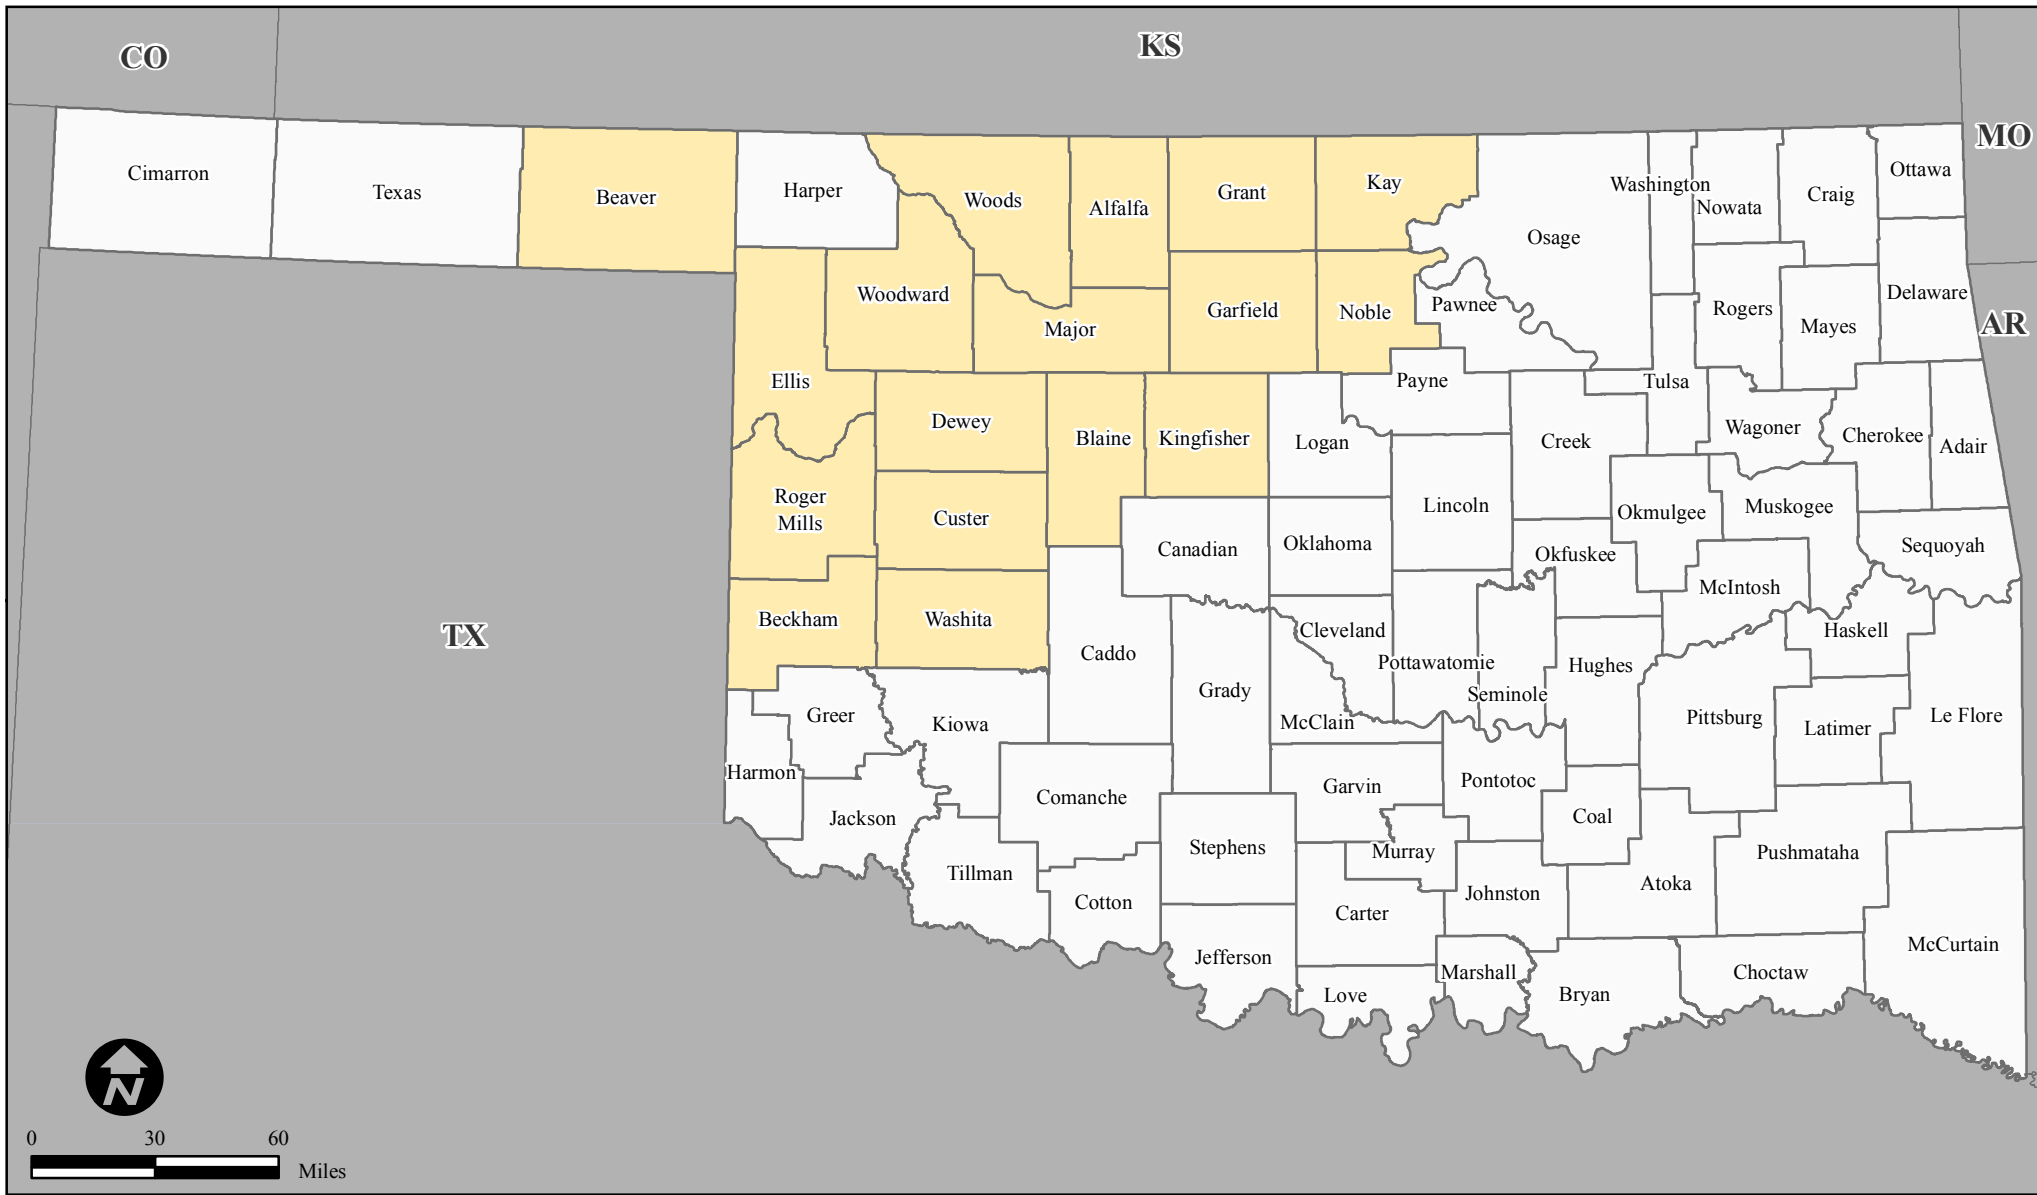 CO
KS
MO
AR
TX
Cimarron
Texas
Beaver
Harper
Woods
Alfalfa
Grant
Kay
Osage
Washington
Nowata
Craig
Ottawa
Woodward
Major
Garfield
Noble
Pawnee
Rogers
Mayes
Delaware
Ellis
Dewey
Blaine
Kingfisher
Logan
Payne
Creek
Tulsa
Wagoner
Cherokee
Adair
Roger
Mills
Custer
Canadian
Oklahoma
Lincoln
Okfuskee
Okmulgee
Muskogee
Sequoyah
McIntosh
Beckham
Washita
Caddo
Grady
Cleveland
Pottawatomie
Seminole
Hughes
Haskell
McClain
Pittsburg
Latimer
Le Flore
Greer
Kiowa
Harmon
Jackson
Comanche
Garvin
Pontotoc
Coal
Stephens
Murray
Tillman
Cotton
Carter
Johnston
Atoka
Pushmataha
McCurtain
Jefferson
Love
Marshall
Bryan
Choctaw
N
0 30 60
Miles